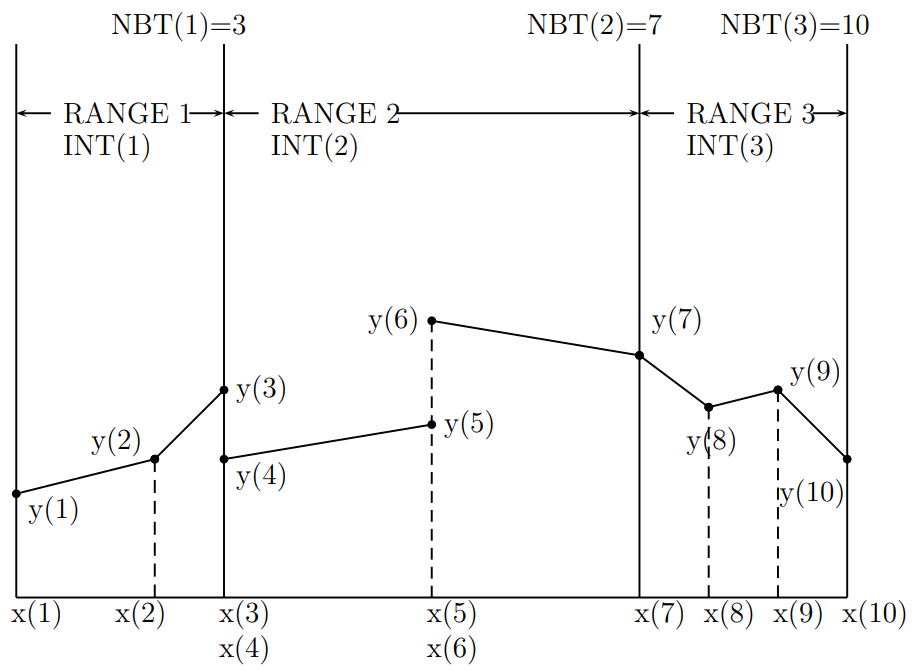 NBT(1)=3 NBT(2)=7 NBT(3)=10
RANGE 1 RANGE 2 RANGE 3
INT(1) INT(2) INT(3)
y(6) y(7)
y(9)
y(3)
y(5)
y(2) y(8)
y(4)
y(10)
y(1)
x(1) x(2) x(3) x(5) x(7) x(8) x(9) x(10)
x(4) x(6)